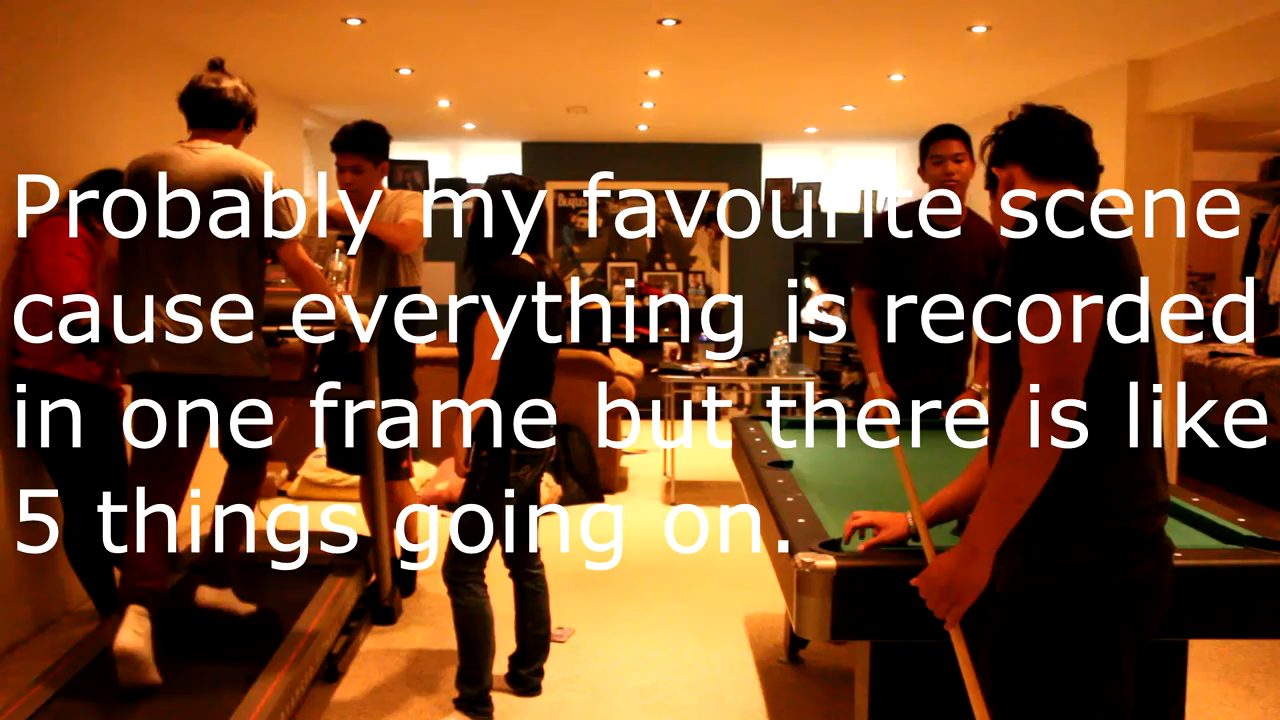 Probably my favourite scene
cause everything is recorded
in one frame but there is like
5 things going on.